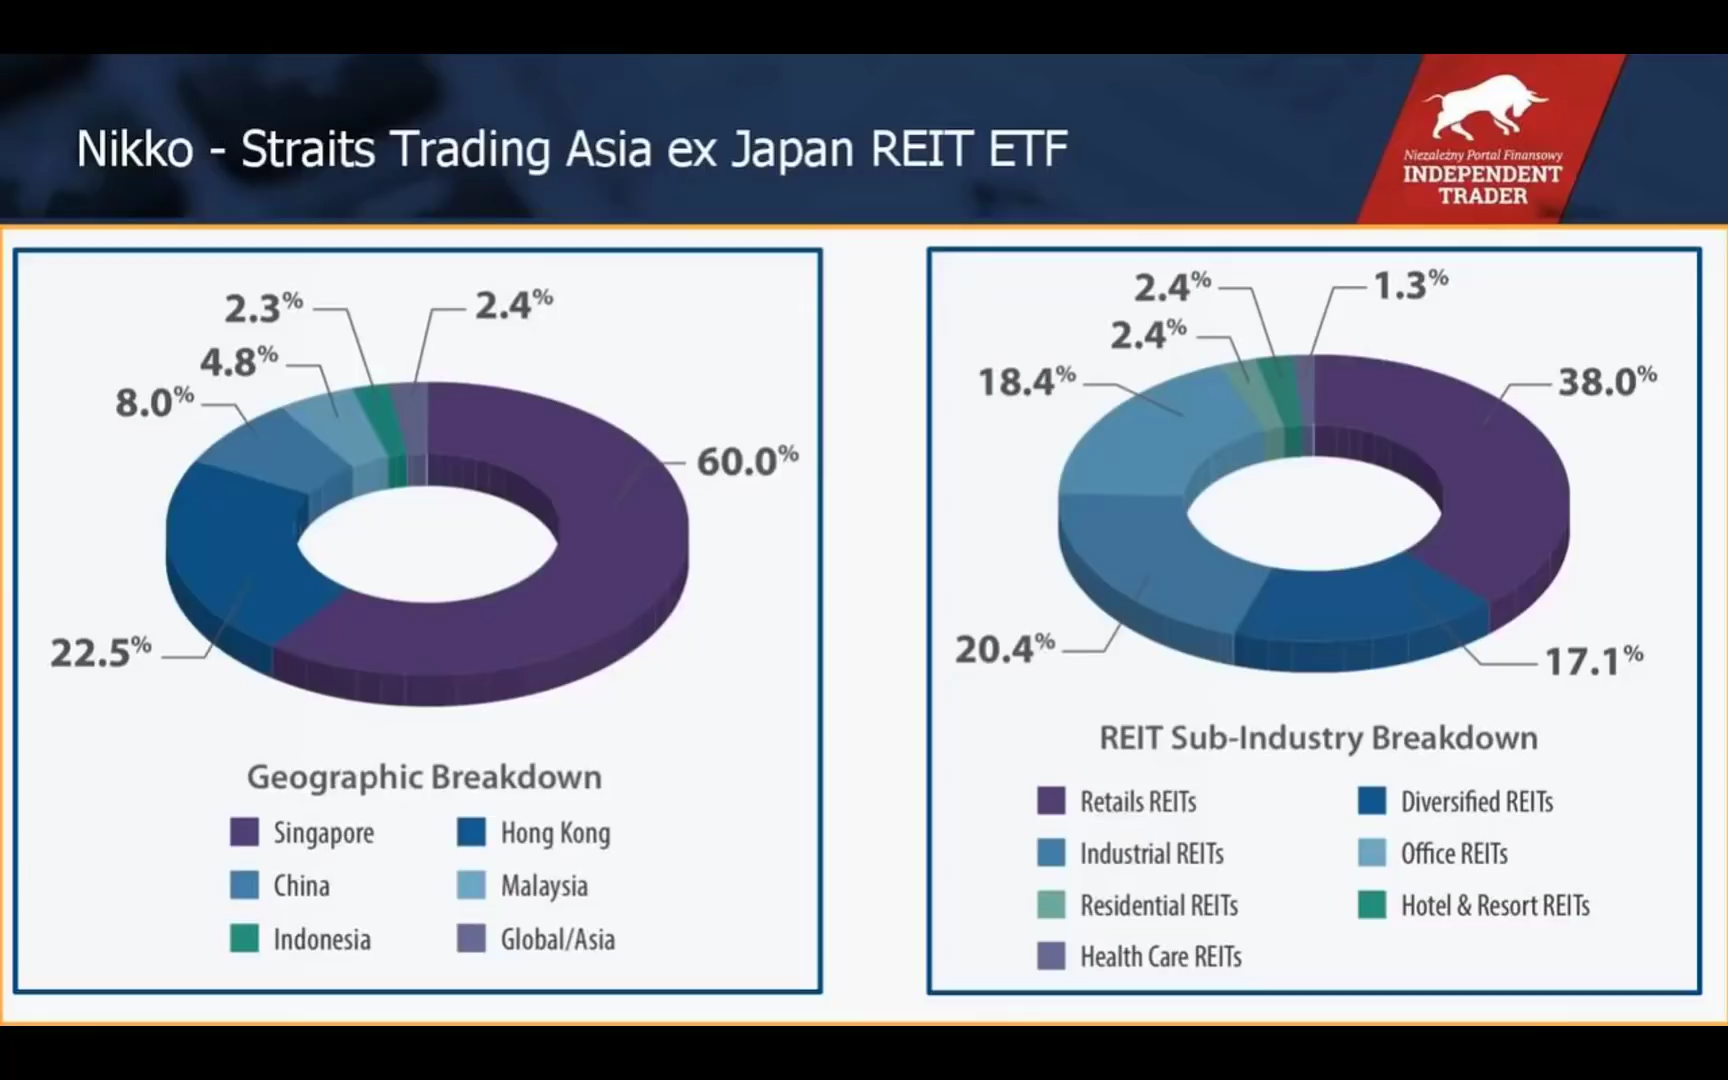 Nikko - Straits Trading Asia ex Japan REIT ETF
Niezależny Portal Finansowy
INDEPENDENT
TRADER
2.3%
2.4%
4.8%
8.0%
60.0%
22.5%
Geographic Breakdown
Singapore
Hong Kong
China
Malaysia
Indonesia
Global/Asia
2.4%
1.3%
2.4%
18.4%
38.0%
20.4%
17.1%
REIT Sub-Industry Breakdown
Retails REITs
Diversified REITs
Industrial REITs
Office REITs
Residential REITs
Hotel & Resort REITs
Health Care REITs